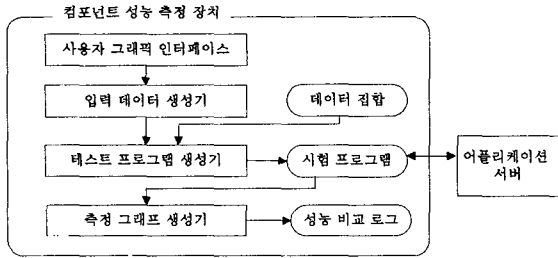 컴포넌트 성능 측정 장치
사용자 그래픽 인터페이스
입력 데이터 생성기
데이터 집합
테스트 프로그램 생성기
시험 프로그램
어플리케이션
서버
측정 그래프 생성기
성능 비교 로그